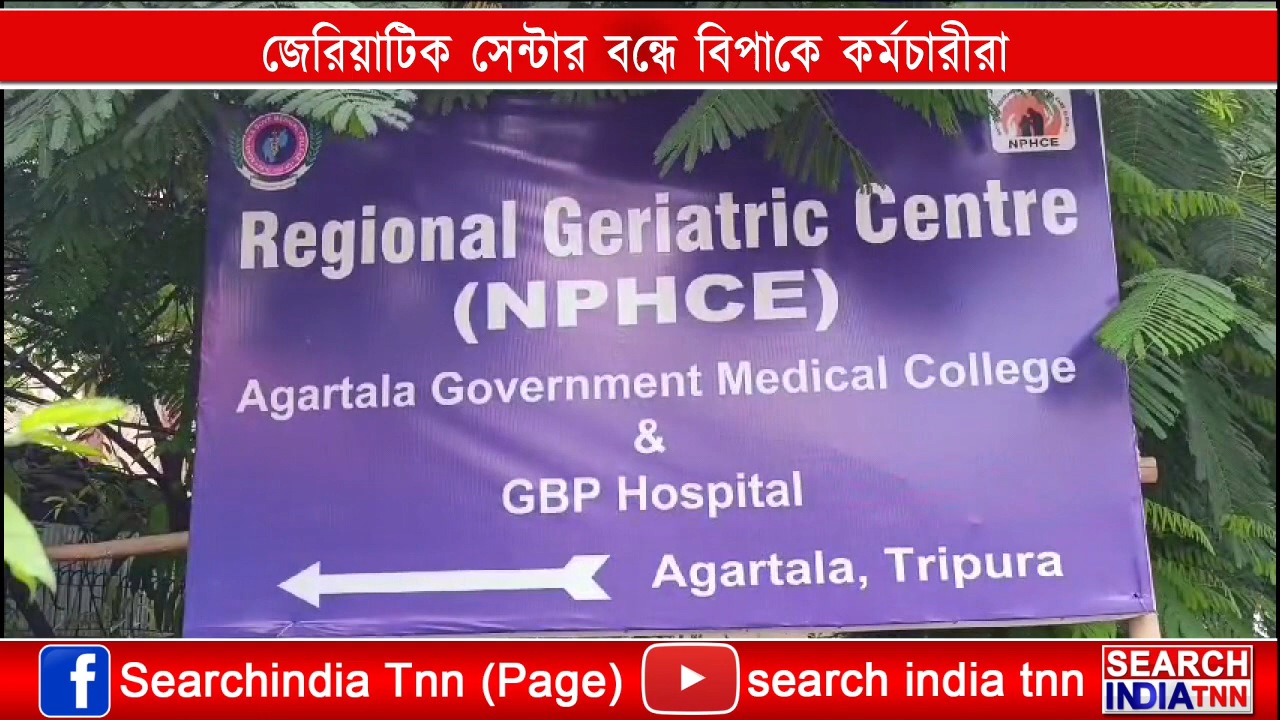 জেরিয়াটিক সেন্টার বন্ধে বিপাকে কর্মচারীরা
NPHCE
Regional Geriatric Centre
(NPHCE)
Agartala Government Medical College
&
GBP Hospital
Agartala, Tripura
Searchindia Tnn (Page)
search india tnn
SEARCH
INDIATNN